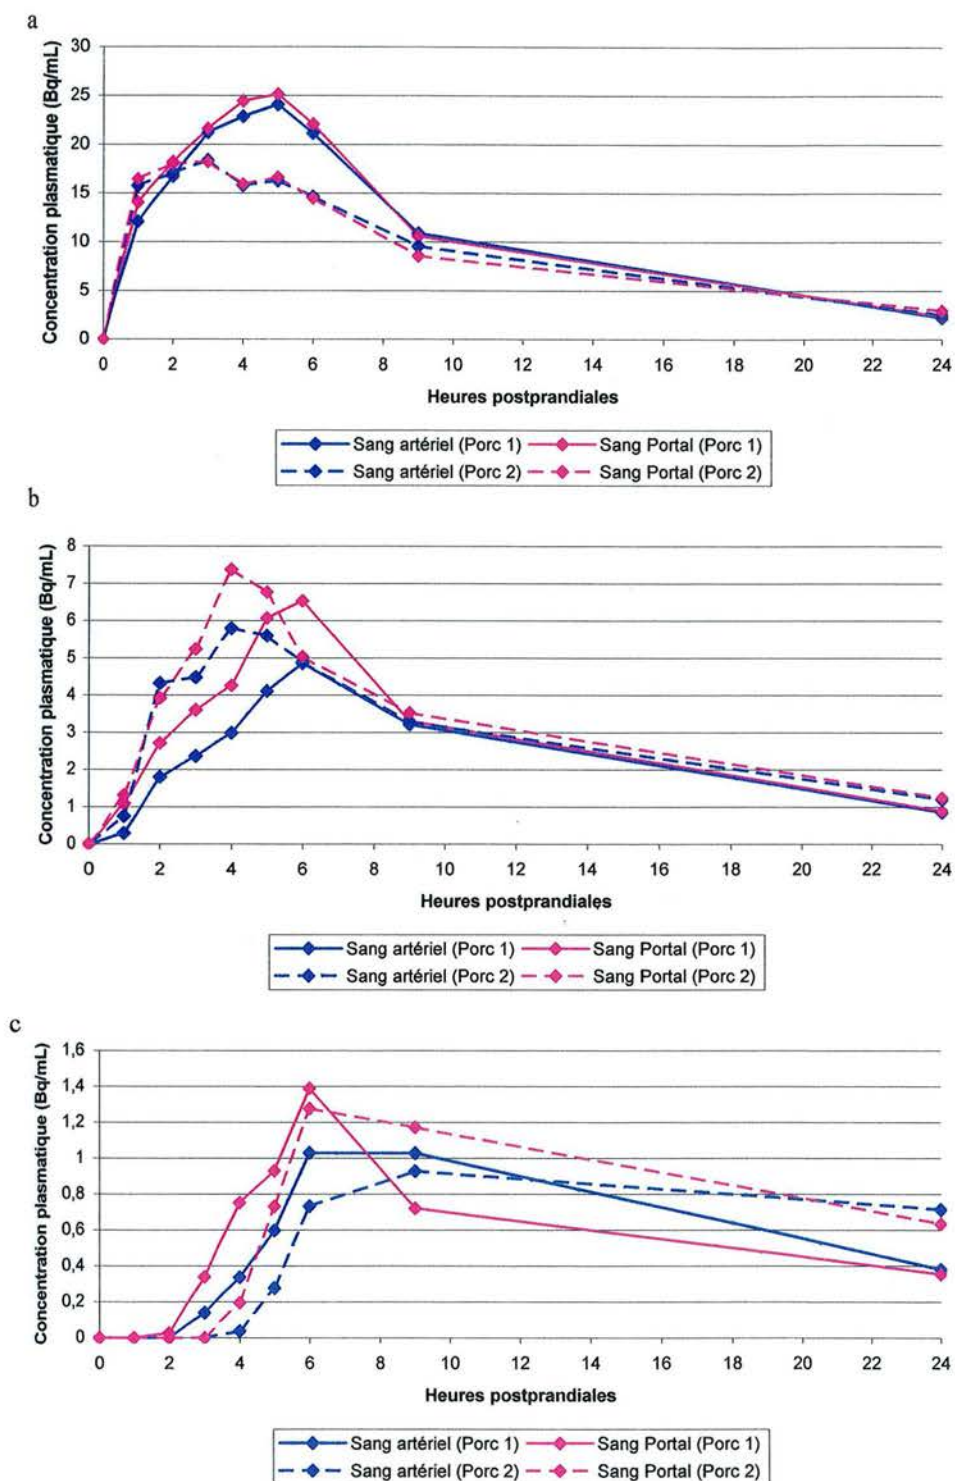 a
Concentration plasmatique (Bq/mL)
30
25
20
15
10
5
0
0 2 4 6 8 10 12 14 16 18 20 22 24
Heures postprandiales
Sang artériel (Porc 1) Sang Portal (Porc 1)
Sang artériel (Porc 2) Sang Portal (Porc 2)
b
Concentration plasmatique (Bq/mL)
8
7
6
5
4
3
2
1
0
0 2 4 6 8 10 12 14 16 18 20 22 24
Heures postprandiales
Sang artériel (Porc 1) Sang Portal (Porc 1)
Sang artériel (Porc 2) Sang Portal (Porc 2)
c
Concentration plasmatique (Bq/mL)
1,6
1,4
1,2
1
0,8
0,6
0,4
0,2
0
0 2 4 6 8 10 12 14 16 18 20 22 24
Heures postprandiales
Sang artériel (Porc 1) Sang Portal (Porc 1)
Sang artériel (Porc 2) Sang Portal (Porc 2)